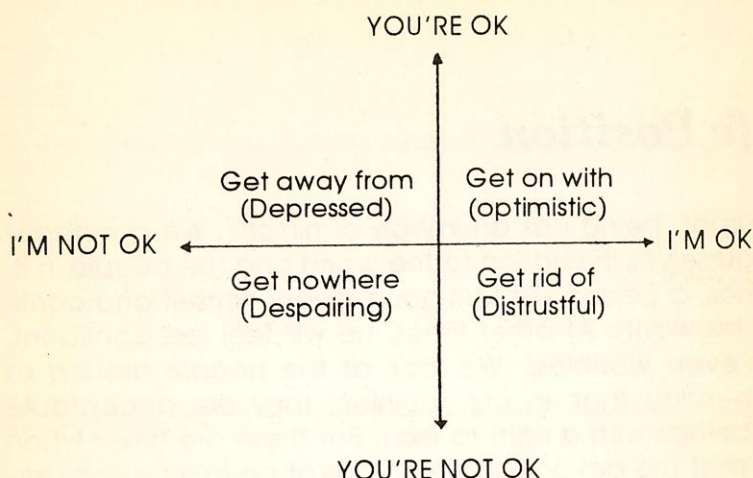 YOU'RE OK
Get away from
(Depressed)
Get on with
(optimistic)
I'M NOT OK
I'M OK
Get nowhere
(Despairing)
Get rid of
(Distrustful)
YOU'RE NOT OK